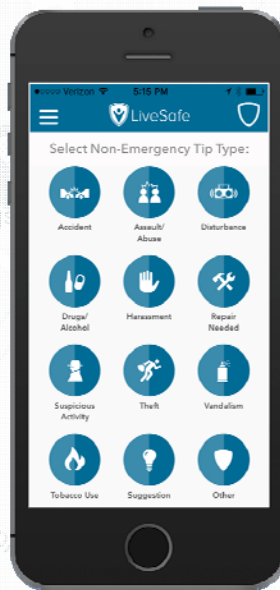 Verizon 5:15 PM
LiveSafe
Select Non-Emergency Tip Type:
Accident Assault/ Disturbance
Abuse
Drugs/ Harassment Repair
Alcohol Needed
Suspicious Theft Vandalism
Activity
Tobacco Use Suggestion Other